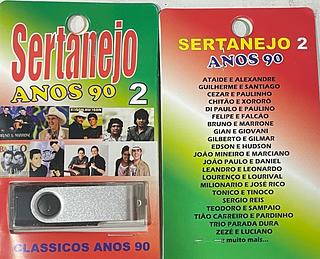 Sertanejo
ANOS 90 2
BRUNO E MARRONE
CLASSICOS ANOS 90
SERTANEJO 2
ANOS 90
ATAIDE E ALEXANDRE
GUILHERME E SANTIAGO
CEZAR E PAULINHO
CHITÃO E XORORÓ
DI PAULO E PAULINO
FELIPE E FALCÃO
BRUNO E MARRONE
GIAN E GIOVANI
GILBERTO E GILMAR
EDSON E HUDSON
JOÃO MINEIRO E MARCIANO
JOÃO PAULO E DANIEL
LEANDRO E LEONARDO
LOURENÇO E LOURIVAL
MILIONARIO E JOSÉ RICO
TONICO E TINOCO
SERGIO REIS
TEODORO E SAMPAIO
TIÃO CARREIRO E PARDINHO
TRIO PARADA DURA
ZEZÉ E LUCIANO
e muito mais...